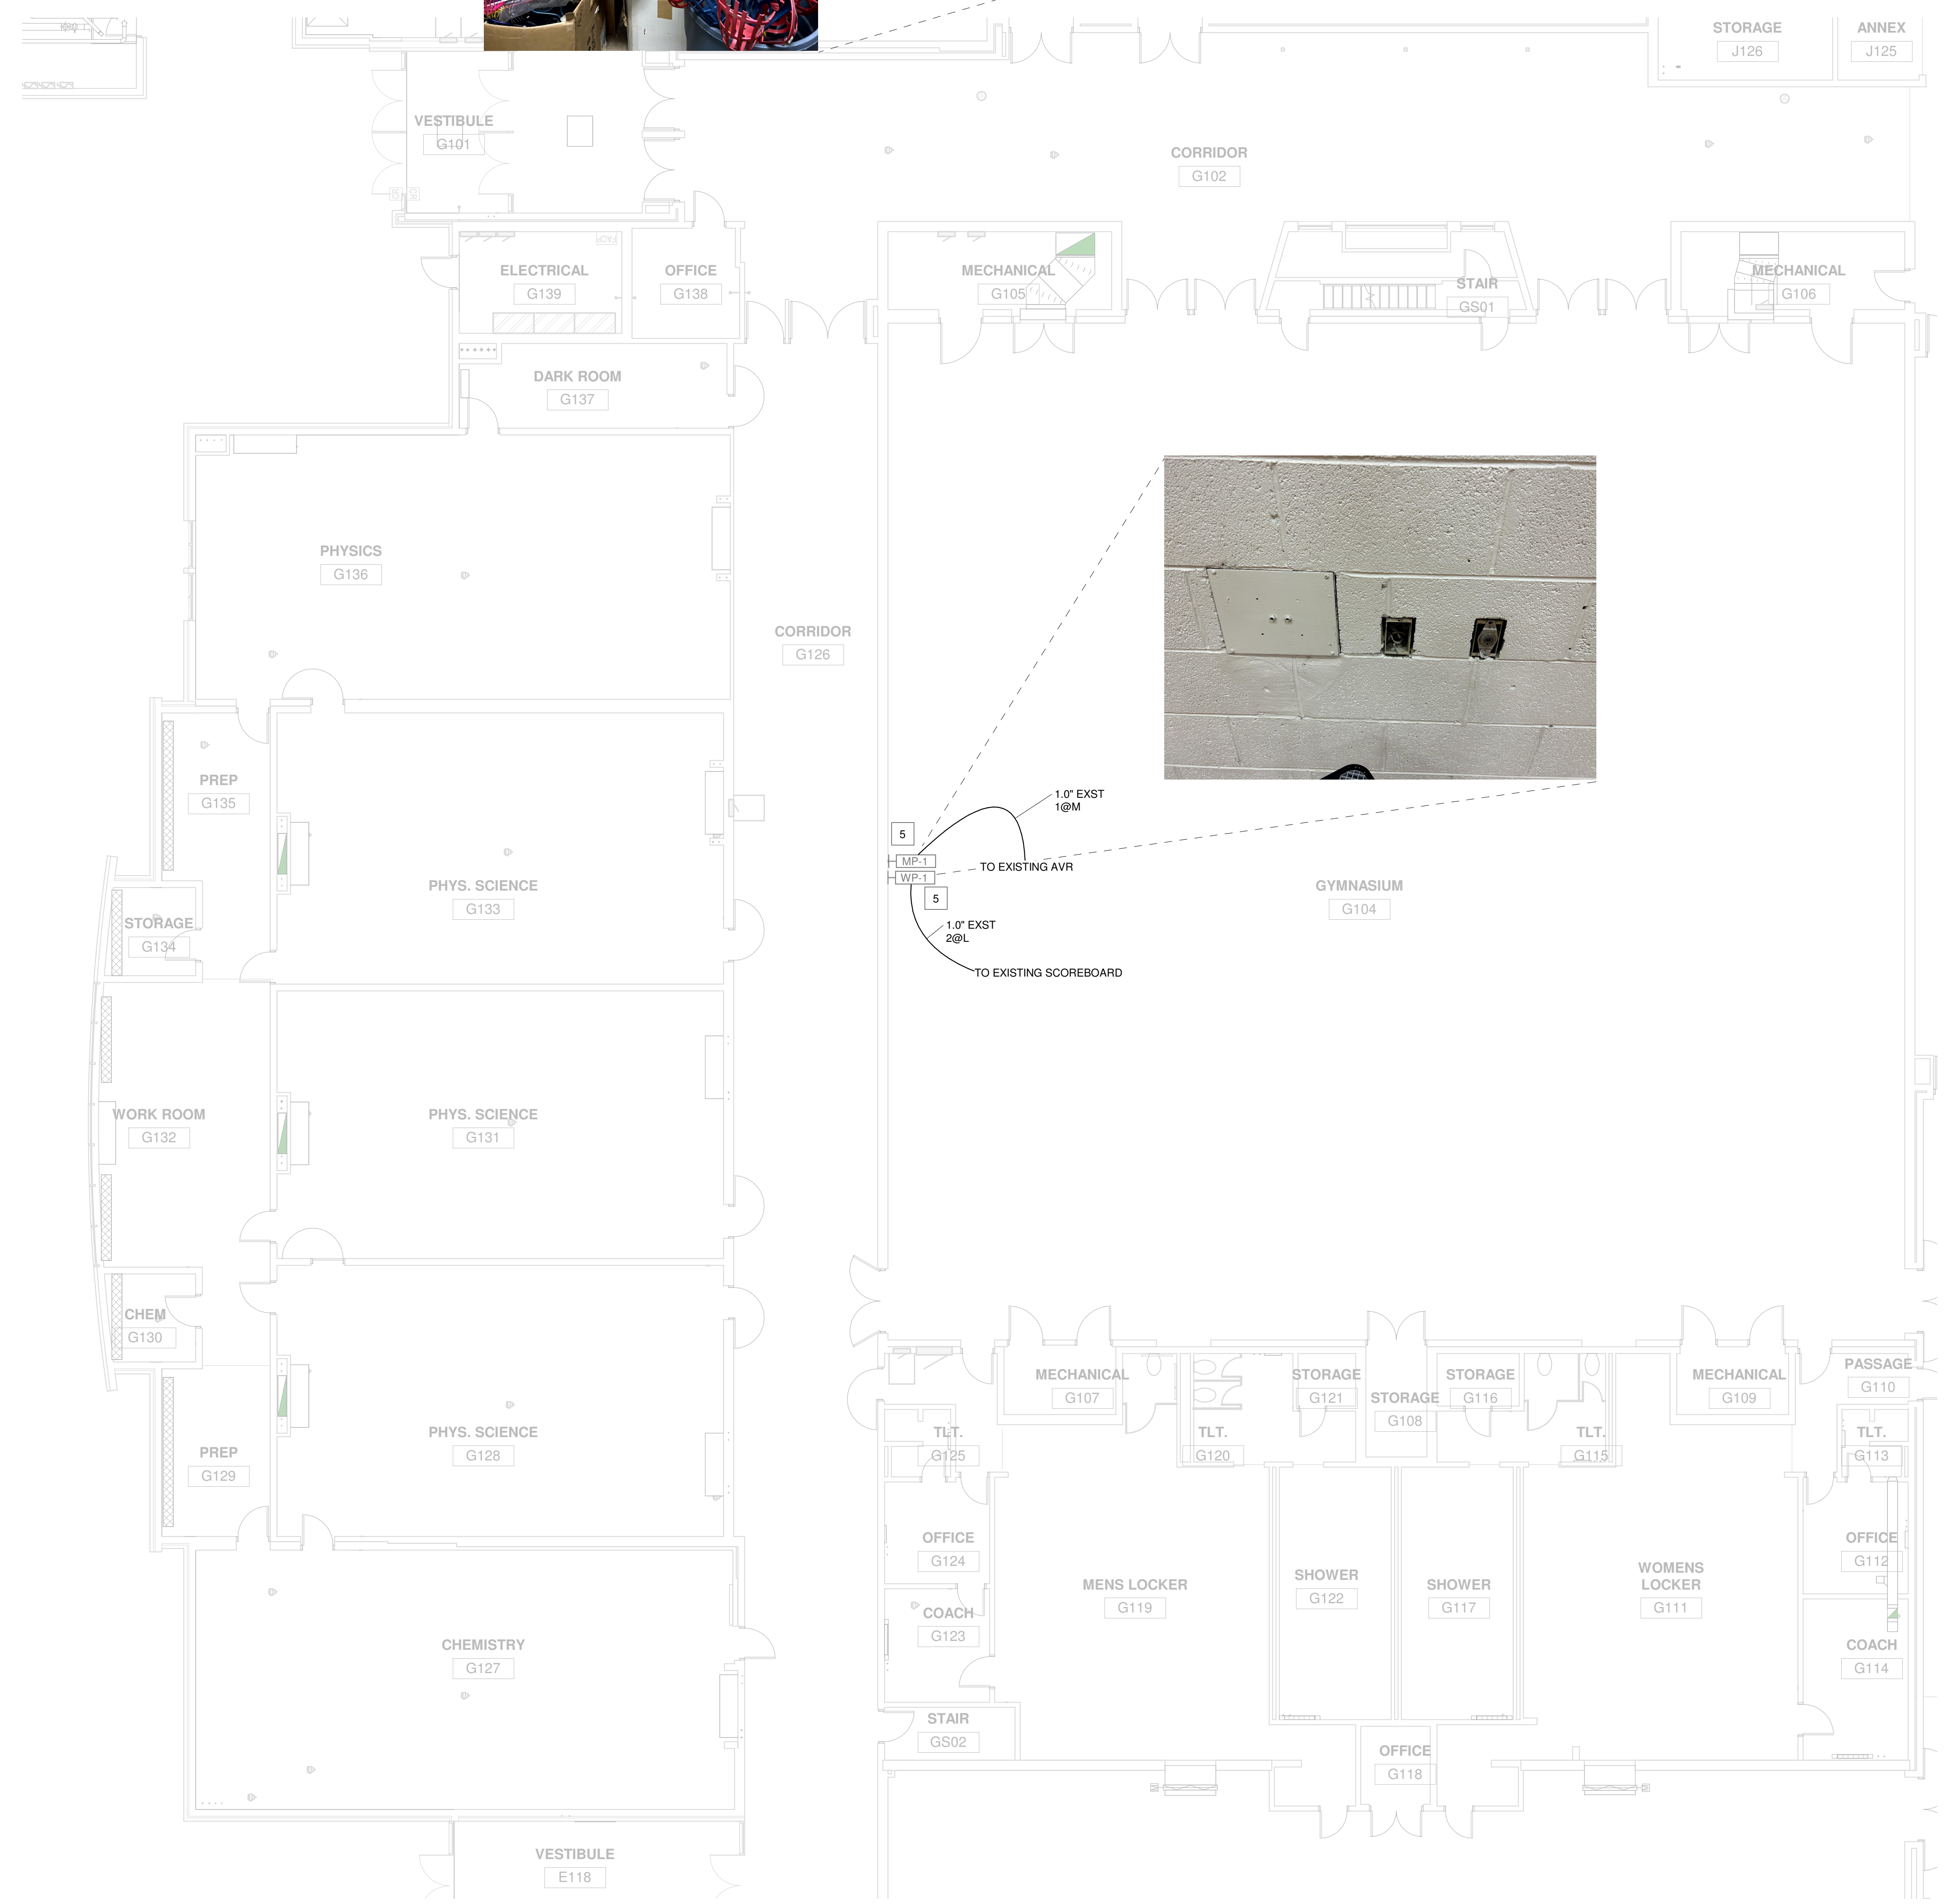 STORAGE
J126
ANNEX
J125
VESTIBULE
G101
CORRIDOR
G102
ELECTRICAL
G139
OFFICE
G138
MECHANICAL
G105
STAIR
GS01
MECHANICAL
G106
DARK ROOM
G137
PHYSICS
G136
CORRIDOR
G126
PREP
G135
1.0" EXST
1@M
5
MP-1
TO EXISTING AVR
WP-1
5
PHYS. SCIENCE
G133
GYMNASIUM
G104
STORAGE
G134
1.0" EXST
2@L
TO EXISTING SCOREBOARD
WORK ROOM
G132
PHYS. SCIENCE
G131
CHEM
G130
MECHANICAL
G107
STORAGE
G121
STORAGE
G108
STORAGE
G116
MECHANICAL
G109
PASSAGE
G110
PREP
G129
PHYS. SCIENCE
G128
TLT.
G125
TLT.
G120
TLT.
G115
TLT.
G113
OFFICE
G124
OFFICE
G112
MENS LOCKER
G119
SHOWER
G122
SHOWER
G117
WOMENS
LOCKER
G111
COACH
G123
CHEMISTRY
G127
COACH
G114
STAIR
GS02
OFFICE
G118
VESTIBULE
E118